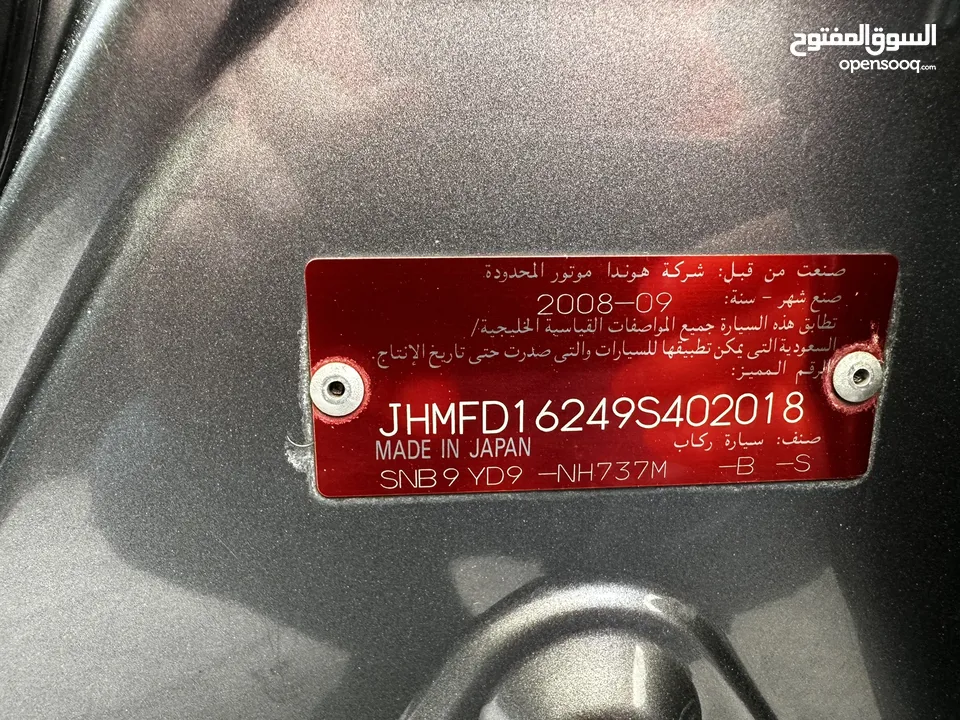 السوق المفتوح
opensooq.com
صنعت من قبل: شركة هوندا موتور المحدودة
صنع شهر - سنة: 2008-09
تطابق هذه السيارة جميع المواصفات القياسية الخليجية/
السعودية التى يمكن تطبيقها للسيارات والتى صدرت حتى تاريخ الإنتاج.
الرقم المميز:
JHMFD16249S402018
صنف: سيارة ركاب
MADE IN JAPAN
SNB9 YD9 -NH737M -B -S